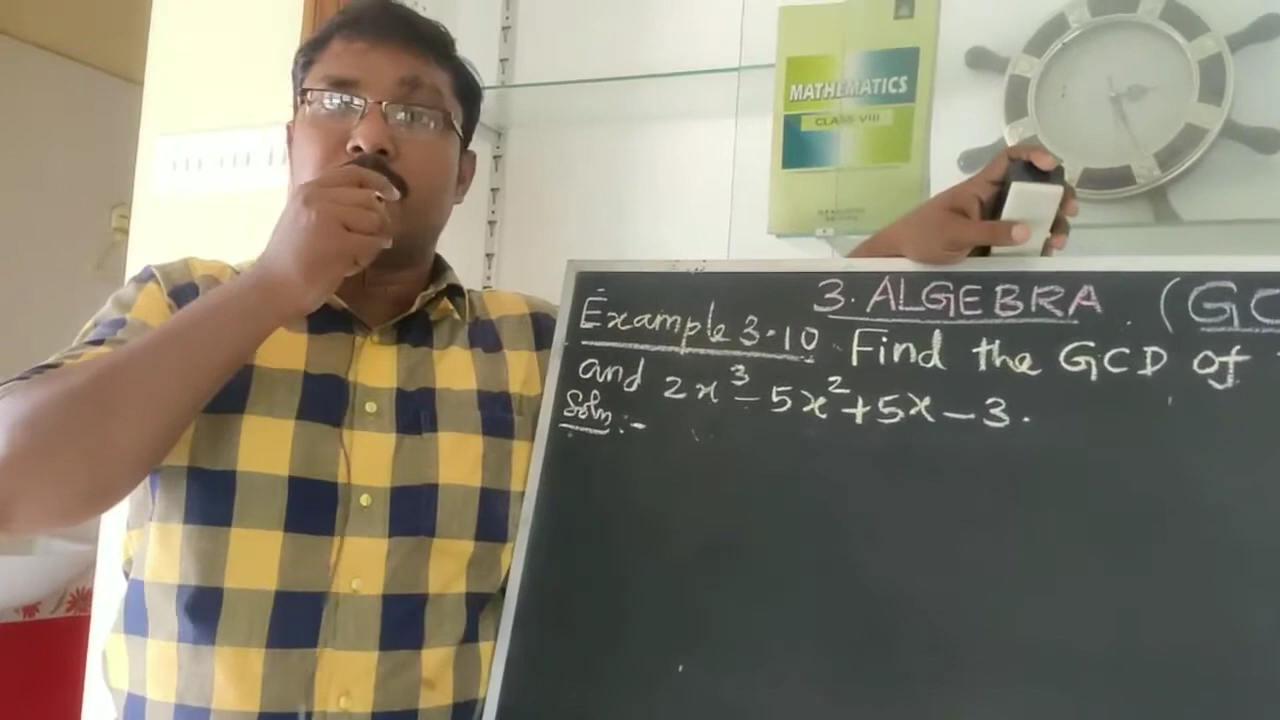 MATHEMATICS
CLASS-VIII
3. ALGEBRA (GC
Example 3.10 Find the GCD of
and 2x³ - 5x² + 5x - 3.
Soln :-